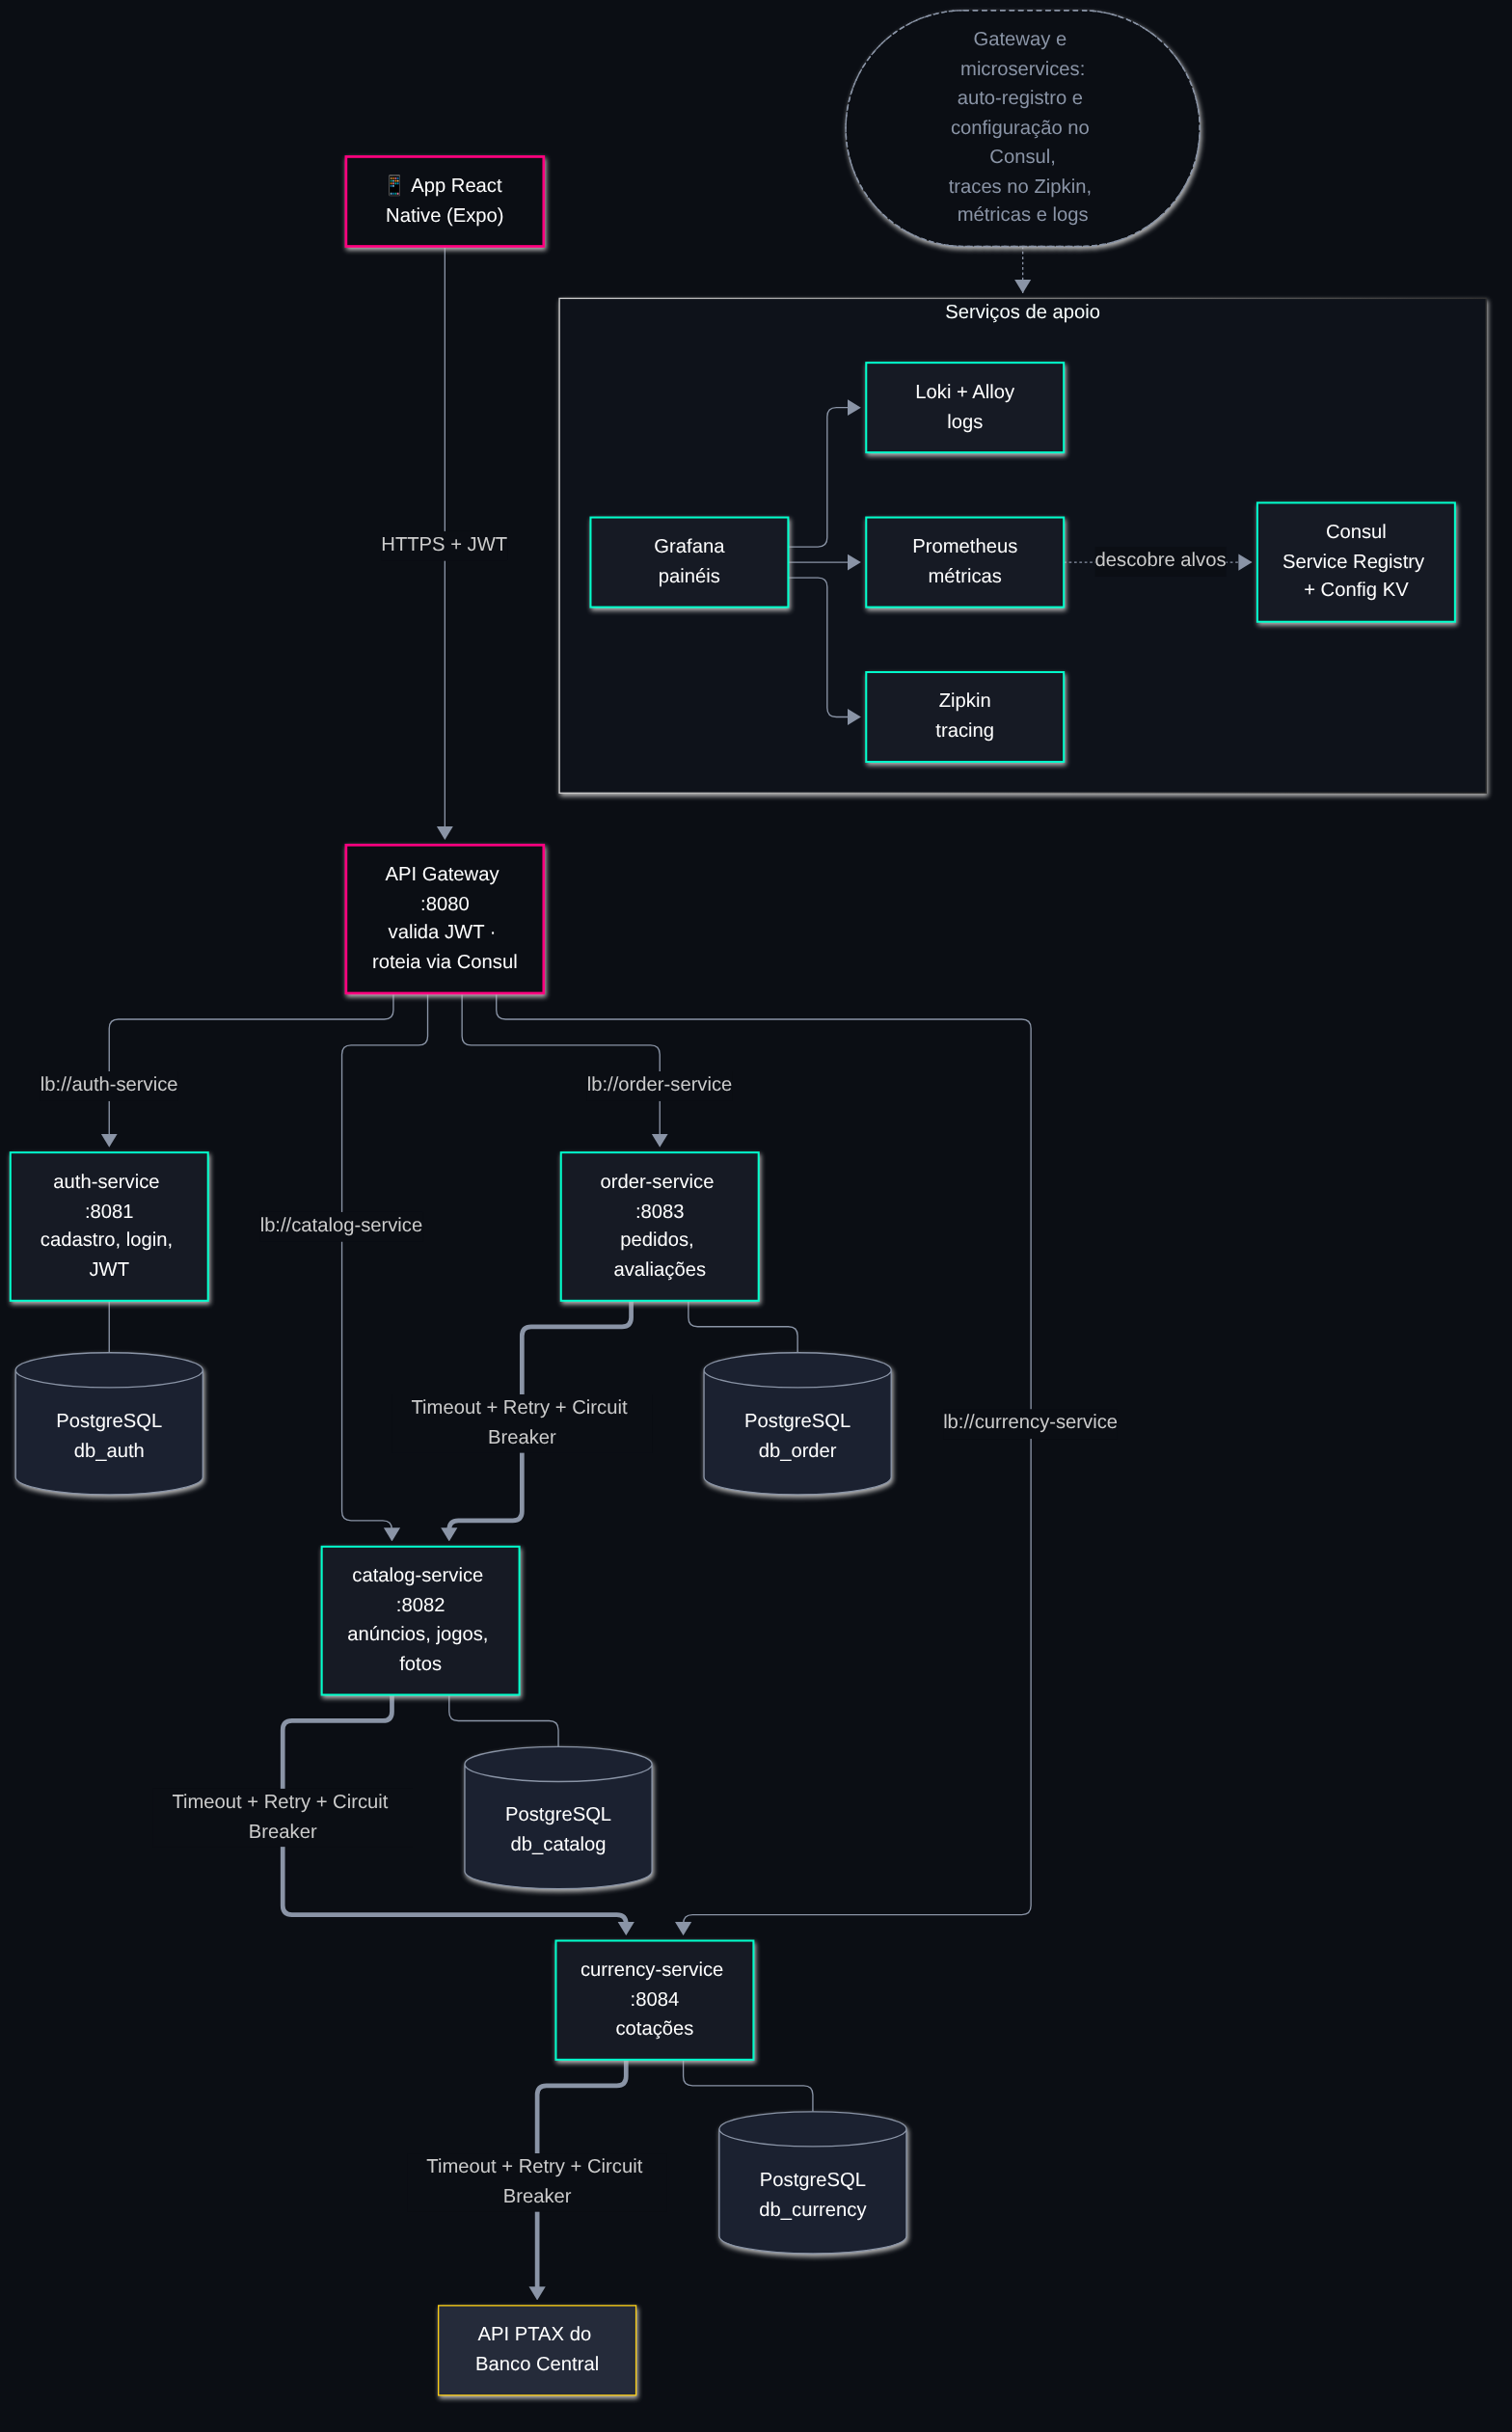 Gateway e
microservices:
auto-registro e
configuração no
Consul,
traces no Zipkin,
métricas e logs
📱 App React
Native (Expo)
Serviços de apoio
Loki + Alloy
logs
Grafana
painéis
Prometheus
métricas
descobre alvos
Consul
Service Registry
+ Config KV
Zipkin
tracing
HTTPS + JWT
API Gateway
:8080
valida JWT ·
roteia via Consul
lb://auth-service
lb://order-service
auth-service
:8081
cadastro, login,
JWT
lb://catalog-service
order-service
:8083
pedidos,
avaliações
PostgreSQL
db_auth
Timeout + Retry + Circuit
Breaker
PostgreSQL
db_order
lb://currency-service
catalog-service
:8082
anúncios, jogos,
fotos
Timeout + Retry + Circuit
Breaker
PostgreSQL
db_catalog
currency-service
:8084
cotações
Timeout + Retry + Circuit
Breaker
PostgreSQL
db_currency
API PTAX do
Banco Central